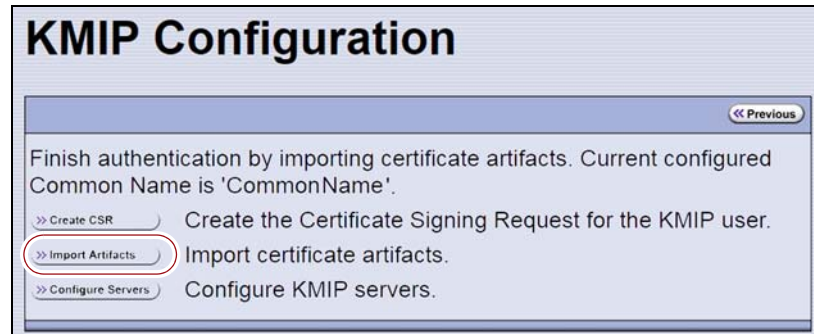 KMIP Configuration
« Previous
Finish authentication by importing certificate artifacts. Current configured
Common Name is 'CommonName'.
» Create CSR Create the Certificate Signing Request for the KMIP user.
» Import Artifacts Import certificate artifacts.
» Configure Servers Configure KMIP servers.